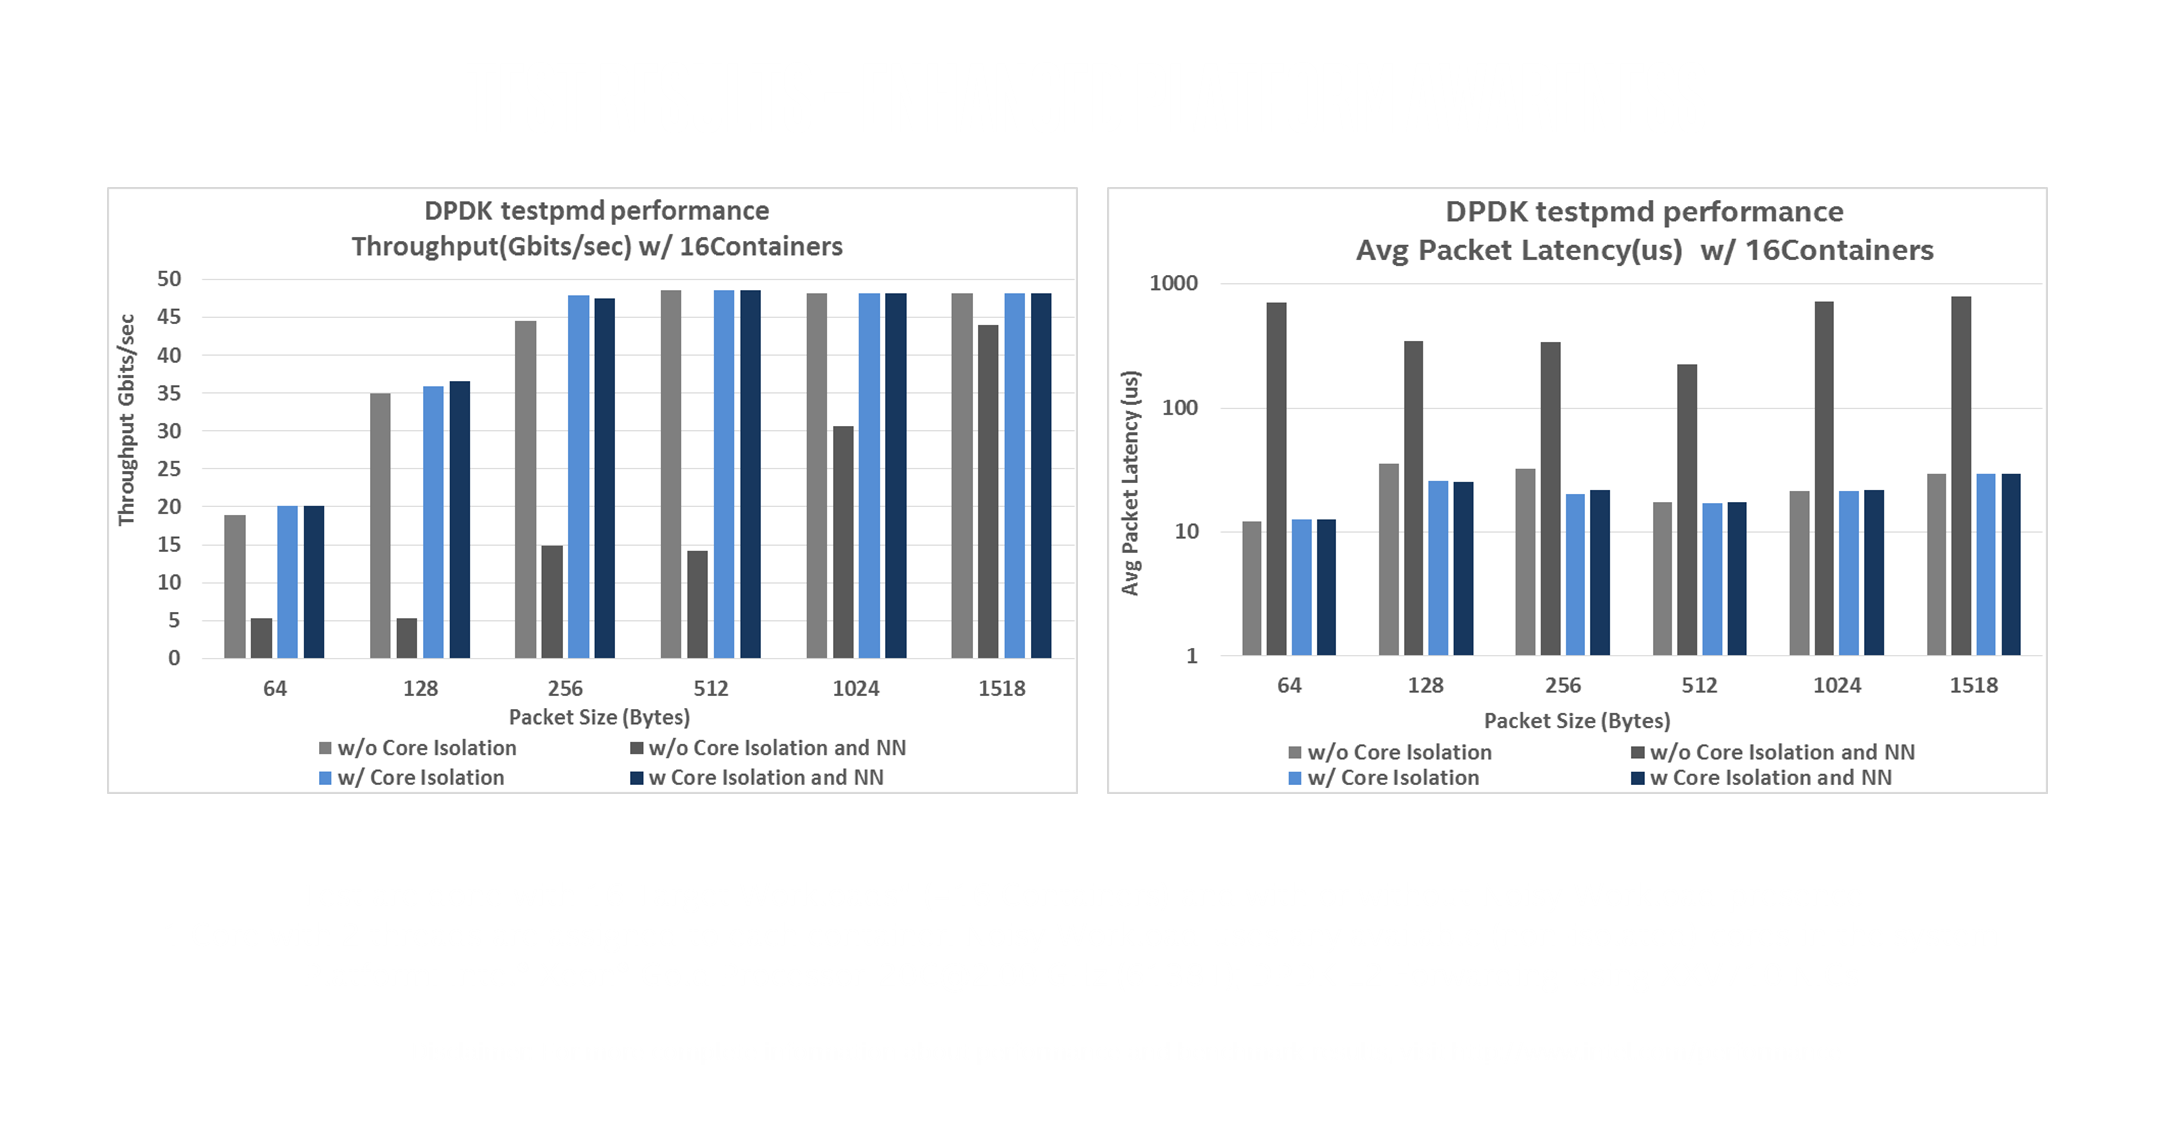 DPDK testpmd performance
Throughput(Gbits/sec) w/ 16Containers
50
45
40
35
30
25
20
15
10
5
0
Throughput Gbits/sec
64 128 256 512 1024 1518
Packet Size (Bytes)
w/o Core Isolation w/o Core Isolation and NN
w/ Core Isolation w Core Isolation and NN
DPDK testpmd performance
Avg Packet Latency(us) w/ 16Containers
1000
100
10
1
Avg Packet Latency (us)
64 128 256 512 1024 1518
Packet Size (Bytes)
w/o Core Isolation w/o Core Isolation and NN
w/ Core Isolation w Core Isolation and NN